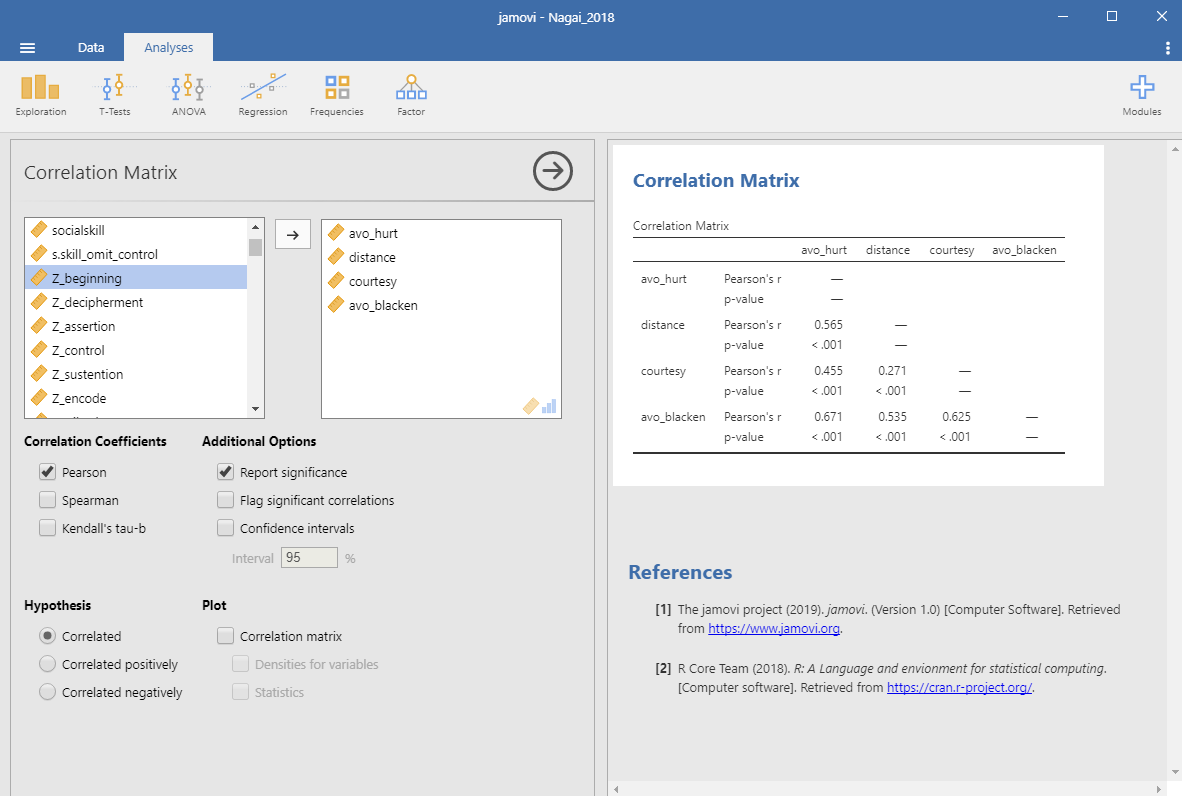 jamovi - Nagai_2018
Data Analyses
Exploration T-Tests ANOVA Regression Frequencies Factor Modules
Correlation Matrix
socialskill
s.skill_omit_control
Z_beginning
Z_decipherment
Z_assertion
Z_control
Z_sustention
Z_encode
avo_hurt
distance
courtesy
avo_blacken
Correlation Coefficients
Pearson
Spearman
Kendall's tau-b
Additional Options
Report significance
Flag significant correlations
Confidence intervals
Interval 95 %
Hypothesis
Correlated
Correlated positively
Correlated negatively
Plot
Correlation matrix
Densities for variables
Statistics
Correlation Matrix
Correlation Matrix
avo_hurt distance courtesy avo_blacken
avo_hurt Pearson's r —
p-value —
distance Pearson's r 0.565 —
p-value < .001 —
courtesy Pearson's r 0.455 0.271 —
p-value < .001 < .001 —
avo_blacken Pearson's r 0.671 0.535 0.625 —
p-value < .001 < .001 < .001 —
References
[1] The jamovi project (2019). jamovi. (Version 1.0) [Computer Software]. Retrieved
from https://www.jamovi.org.
[2] R Core Team (2018). R: A Language and envionment for statistical computing.
[Computer software]. Retrieved from https://cran.r-project.org/.